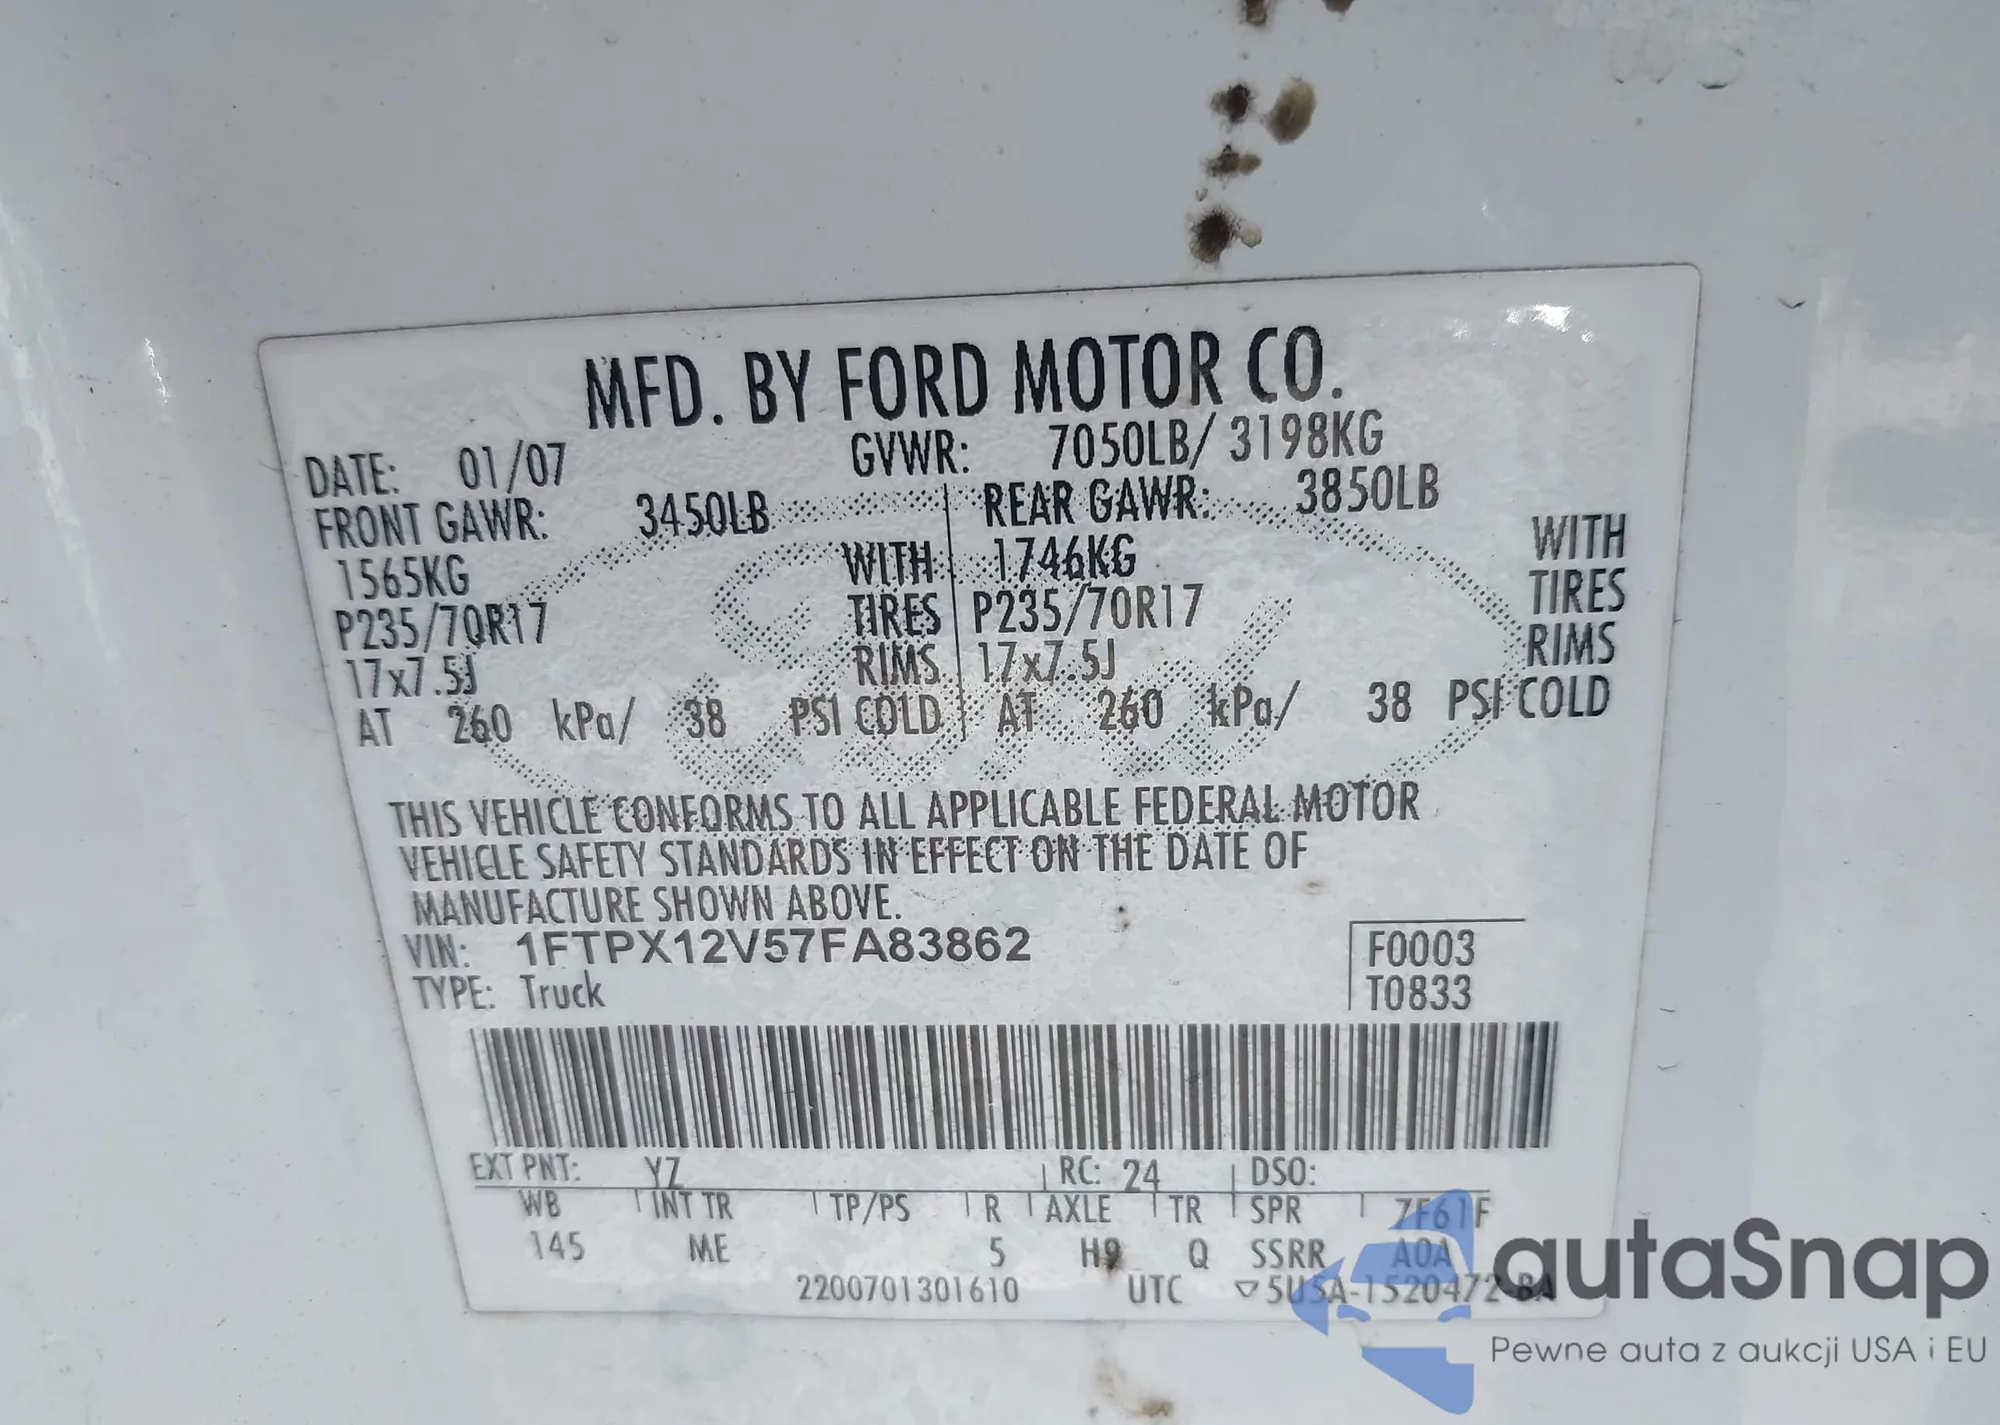 MFD. BY FORD MOTOR CO.
DATE: 01/07 GVWR: 7050LB/ 3198KG
FRONT GAWR: 3450LB REAR GAWR: 3850LB
1565KG WITH 1746KG WITH
P235/70R17 TIRES P235/70R17 TIRES
17x7.5J RIMS 17x7.5J RIMS
AT 260 kPa/ 38 PSI COLD AT 260 kPa/ 38 PSI COLD
THIS VEHICLE CONFORMS TO ALL APPLICABLE FEDERAL MOTOR
VEHICLE SAFETY STANDARDS IN EFFECT ON THE DATE OF
MANUFACTURE SHOWN ABOVE.
VIN: 1FTPX12V57FA83862 F0003
TYPE: Truck T0833
EXT PNT: YZ RC: 24 DSO:
WB INT TR TP/PS R AXLE TR SPR 7F61F
145 ME 5 H9 Q SSRR A0A
2200701301610 UTC ▽5U5A-1520472-BA
autaSnap
Pewne auta z aukcji USA i EU